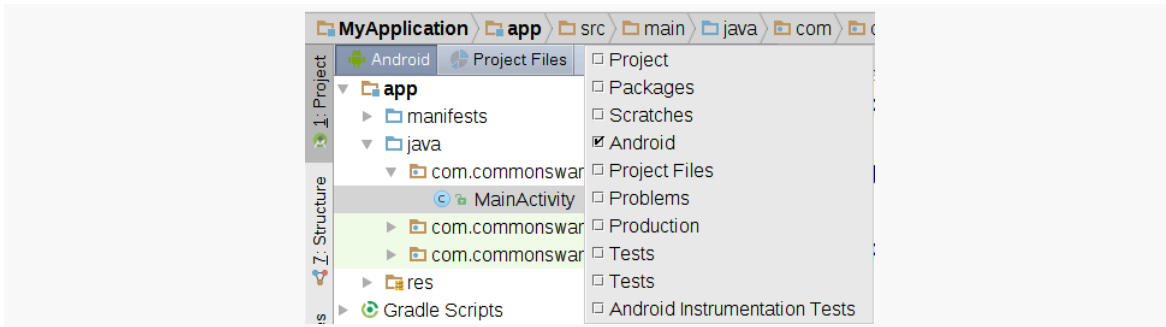 MyApplication app src main java com
Android Project Files
1: Project
Z: Structure
app
manifests
java
com.commonswar
MainActivity
com.commonswar
com.commonswar
res
Gradle Scripts
Project
Packages
Scratches
Android
Project Files
Problems
Production
Tests
Tests
Android Instrumentation Tests